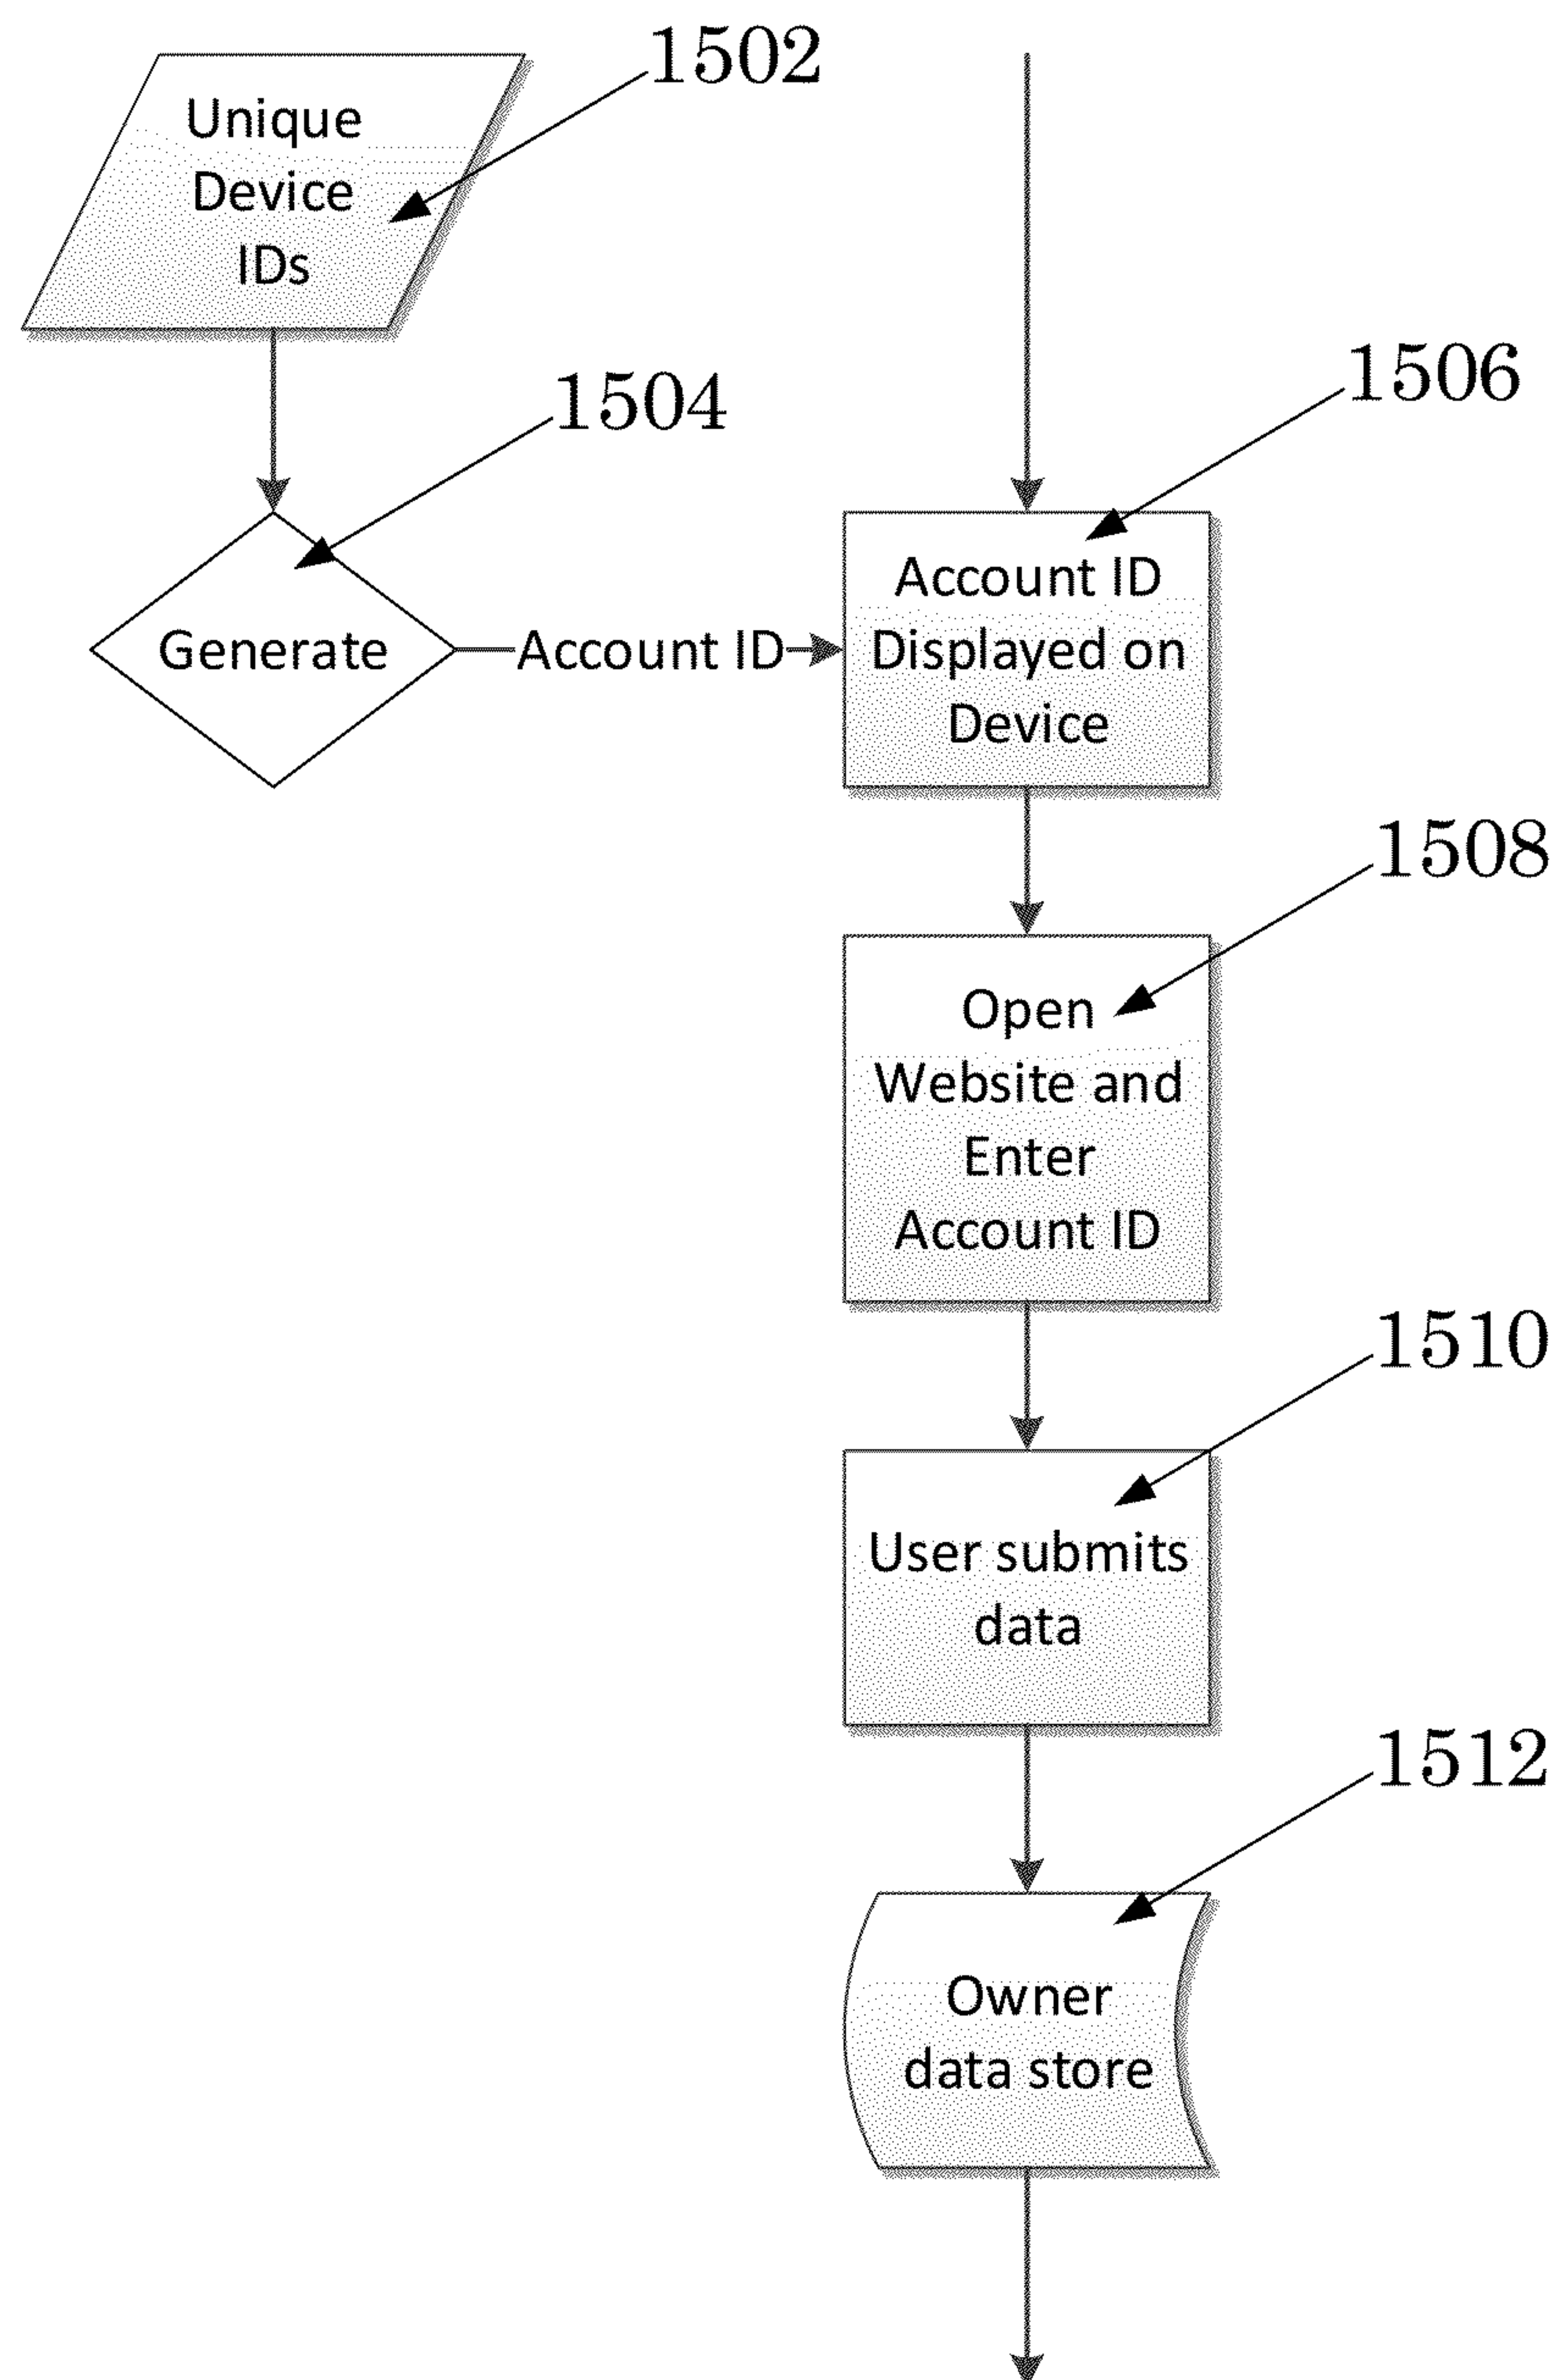 1502
Unique
Device
IDs
1504
Generate
Account ID
1506
Account ID
Displayed on
Device
1508
Open
Website and
Enter
Account ID
1510
User submits
data
1512
Owner
data store